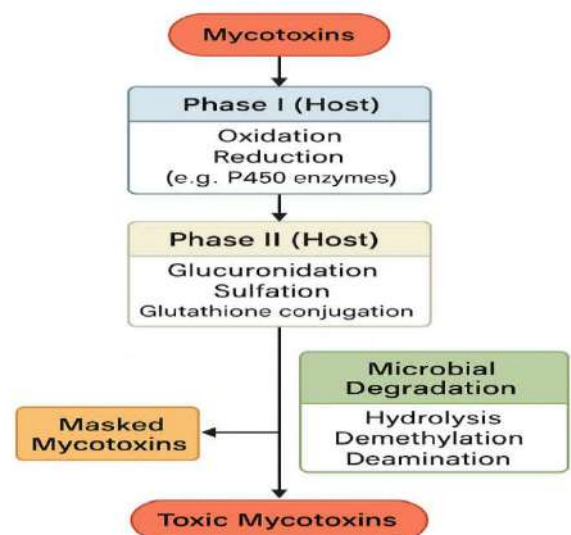 Mycotoxins
Phase I (Host)
Oxidation
Reduction
(e.g. P450 enzymes)
Phase II (Host)
Glucuronidation
Sulfation
Glutathione conjugation
Microbial
Degradation
Hydrolysis
Demethylation
Deamination
Masked
Mycotoxins
Toxic Mycotoxins